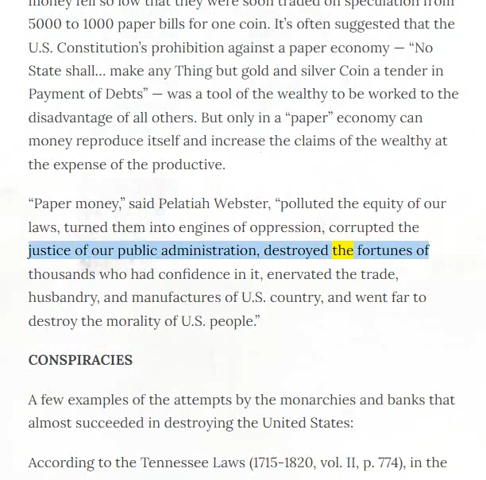 money fell so low that they were soon traded on speculation from
5000 to 1000 paper bills for one coin. It’s often suggested that the
U.S. Constitution’s prohibition against a paper economy — “No
State shall... make any Thing but gold and silver Coin a tender in
Payment of Debts” — was a tool of the wealthy to be worked to the
disadvantage of all others. But only in a “paper” economy can
money reproduce itself and increase the claims of the wealthy at
the expense of the productive.
“Paper money,” said Pelatiah Webster, “polluted the equity of our
laws, turned them into engines of oppression, corrupted the
justice of our public administration, destroyed the fortunes of
thousands who had confidence in it, enervated the trade,
husbandry, and manufactures of U.S. country, and went far to
destroy the morality of U.S. people.”
CONSPIRACIES
A few examples of the attempts by the monarchies and banks that
almost succeeded in destroying the United States:
According to the Tennessee Laws (1715-1820, vol. II, p. 774), in the